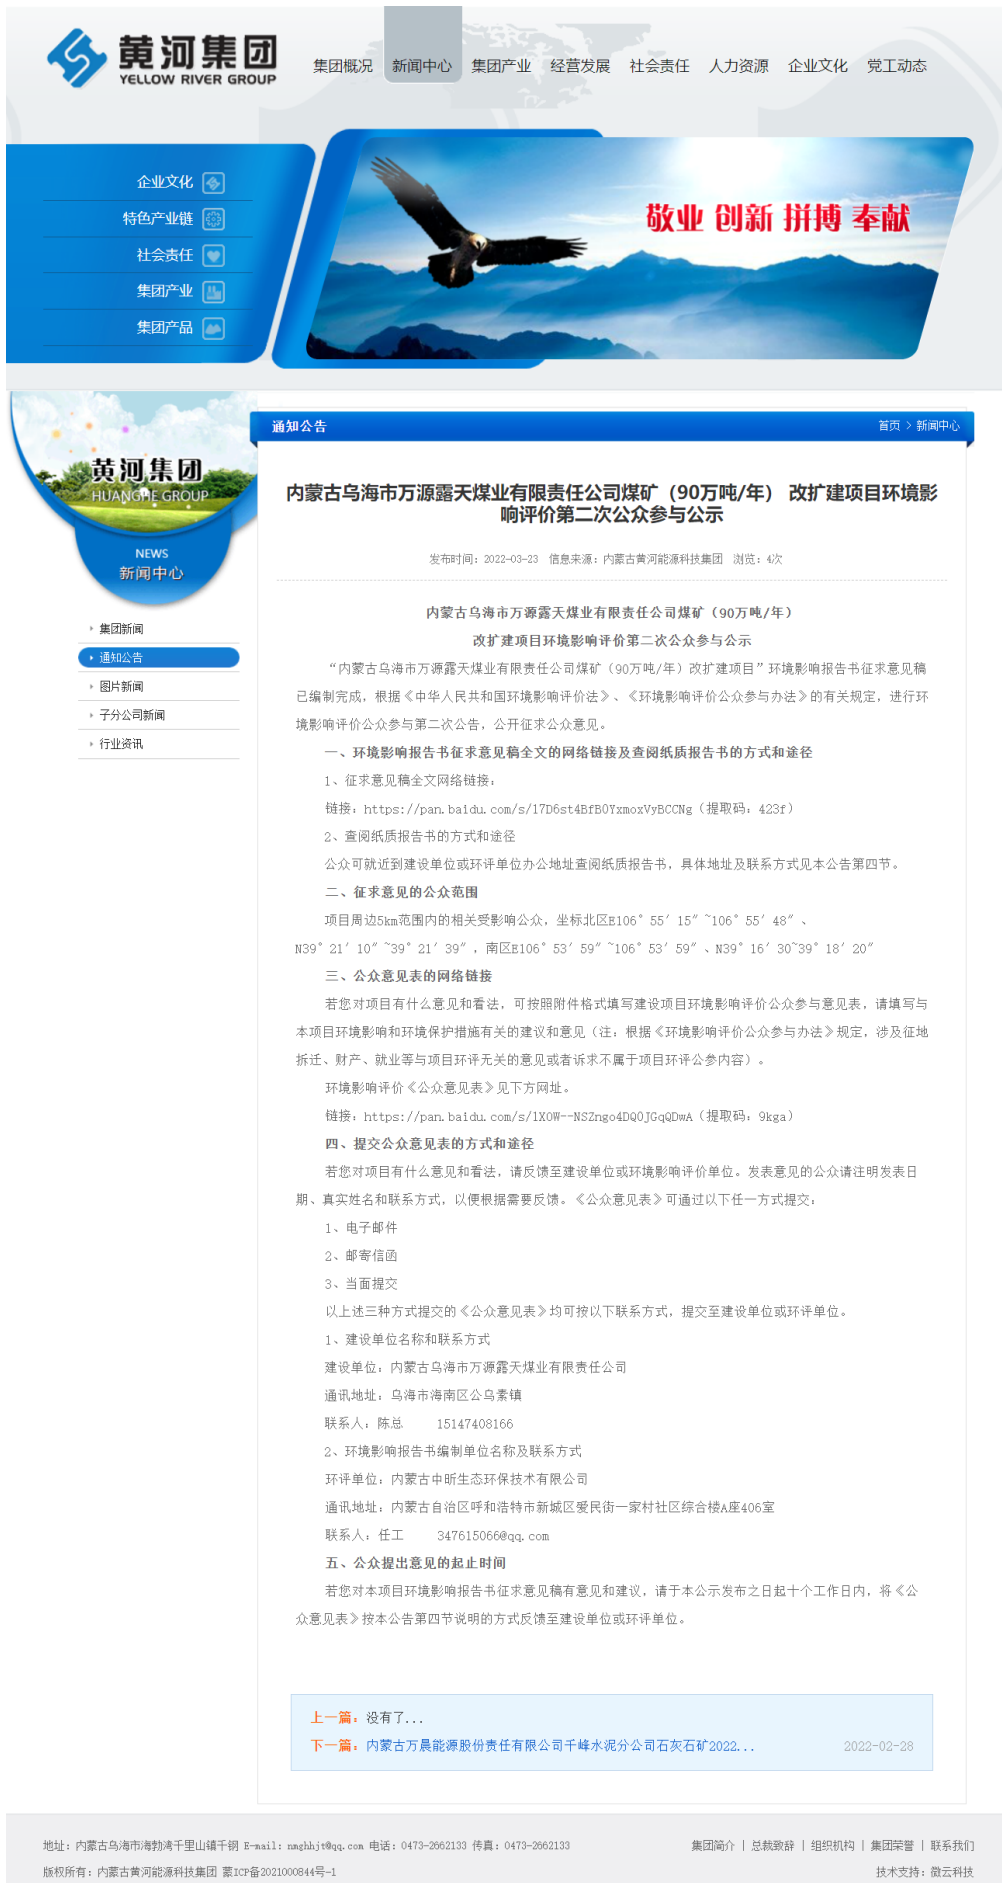 黄河集团
YELLOW RIVER GROUP
集团概况 新闻中心 集团产业 经营发展 社会责任 人力资源 企业文化 党工动态
企业文化
特色产业链
社会责任
集团产业
集团产品
敬业 创新 拼搏 奉献
黄河集团
HUANGHE GROUP
NEWS
新闻中心
集团新闻
通知公告
图片新闻
子分公司新闻
行业资讯
通知公告
首页 > 新闻中心
内蒙古乌海市万源露天煤业有限责任公司煤矿（90万吨/年） 改扩建项目环境影
响评价第二次公众参与公示
发布时间：2022-03-23 信息来源：内蒙古黄河能源科技集团 浏览：4次
内蒙古乌海市万源露天煤业有限责任公司煤矿（90万吨/年）
改扩建项目环境影响评价第二次公众参与公示
“内蒙古乌海市万源露天煤业有限责任公司煤矿（90万吨/年）改扩建项目”环境影响报告书征求意见稿
已编制完成，根据《中华人民共和国环境影响评价法》、《环境影响评价公众参与办法》的有关规定，进行环
境影响评价公众参与第二次公告，公开征求公众意见。
一、环境影响报告书征求意见稿全文的网络链接及查阅纸质报告书的方式和途径
1、征求意见稿全文网络链接：
链接：https://pan.baidu.com/s/17D6st4BfB0YxmoxVyBCCNg（提取码：423f）
2、查阅纸质报告书的方式和途径
公众可就近到建设单位或环评单位办公地址查阅纸质报告书，具体地址及联系方式见本公告第四节。
二、征求意见的公众范围
项目周边5km范围内的相关受影响公众，坐标北区E106°55′15″~106°55′48″、
N39°21′10″~39°21′39″，南区E106°53′59″~106°53′59″、N39°16′30~39°18′20″
三、公众意见表的网络链接
若您对项目有什么意见和看法，可按照附件格式填写建设项目环境影响评价公众参与意见表，请填写与
本项目环境影响和环境保护措施有关的建议和意见（注：根据《环境影响评价公众参与办法》规定，涉及征地
拆迁、财产、就业等与项目环评无关的意见或者诉求不属于项目环评公参内容）。
环境影响评价《公众意见表》见下方网址。
链接：https://pan.baidu.com/s/1XOW--NSZngo4DQ0JGqQDwA（提取码：9kga）
四、提交公众意见表的方式和途径
若您对项目有什么意见和看法，请反馈至建设单位或环境影响评价单位。发表意见的公众请注明发表日
期、真实姓名和联系方式，以便根据需要反馈。《公众意见表》可通过以下任一方式提交：
1、电子邮件
2、邮寄信函
3、当面提交
以上述三种方式提交的《公众意见表》均可按以下联系方式，提交至建设单位或环评单位。
1、建设单位名称和联系方式
建设单位：内蒙古乌海市万源露天煤业有限责任公司
通讯地址：乌海市海南区公乌素镇
联系人：陈总 15147408166
2、环境影响报告书编制单位名称及联系方式
环评单位：内蒙古中昕生态环保技术有限公司
通讯地址：内蒙古自治区呼和浩特市新城区爱民街一家村社区综合楼A座406室
联系人：任工 347615066@qq.com
五、公众提出意见的起止时间
若您对本项目环境影响报告书征求意见稿有意见和建议，请于本公示发布之日起十个工作日内，将《公
众意见表》按本公告第四节说明的方式反馈至建设单位或环评单位。
上一篇：没有了...
下一篇：内蒙古万晨能源股份责任有限公司千峰水泥分公司石灰石矿2022... 2022-02-28
地址：内蒙古乌海市海勃湾千里山镇千钢 E-mail：nmghhjt@qq.com 电话：0473-2662133 传真：0473-2662133
集团简介 | 总裁致辞 | 组织机构 | 集团荣誉 | 联系我们
版权所有：内蒙古黄河能源科技集团 蒙ICP备2021000844号-1
技术支持：微云科技